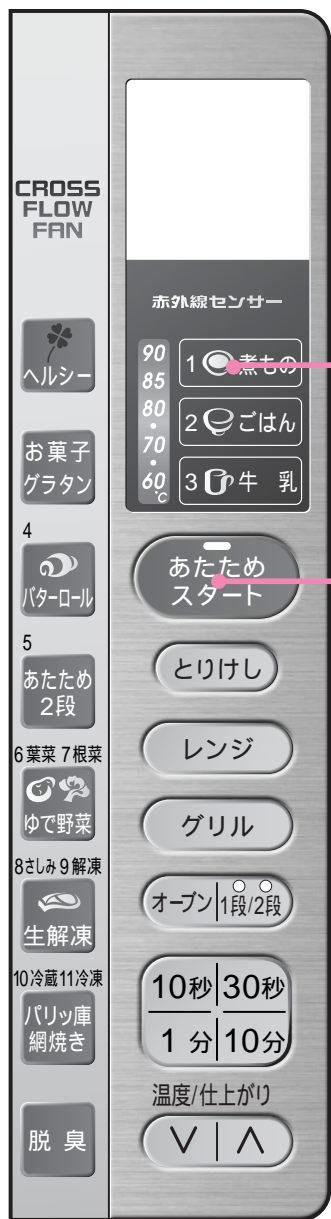 CROSS
FLOW
FAN
ヘルシー
お菓子
グラタン
4
バターロール
5
あたため
2段
6葉菜 7根菜
ゆで野菜
8さしみ 9解凍
生解凍
10冷蔵11冷凍
パリッ庫
網焼き
脱臭
赤外線センサー
90
85
80
・
70
・
60
℃
1 煮もの
2 ごはん
3 牛 乳
あたため
スタート
とりけし
レンジ
グリル
オーブン 1段/2段
10秒 30秒
1 分 10分
温度/仕上がり
∨ ∧